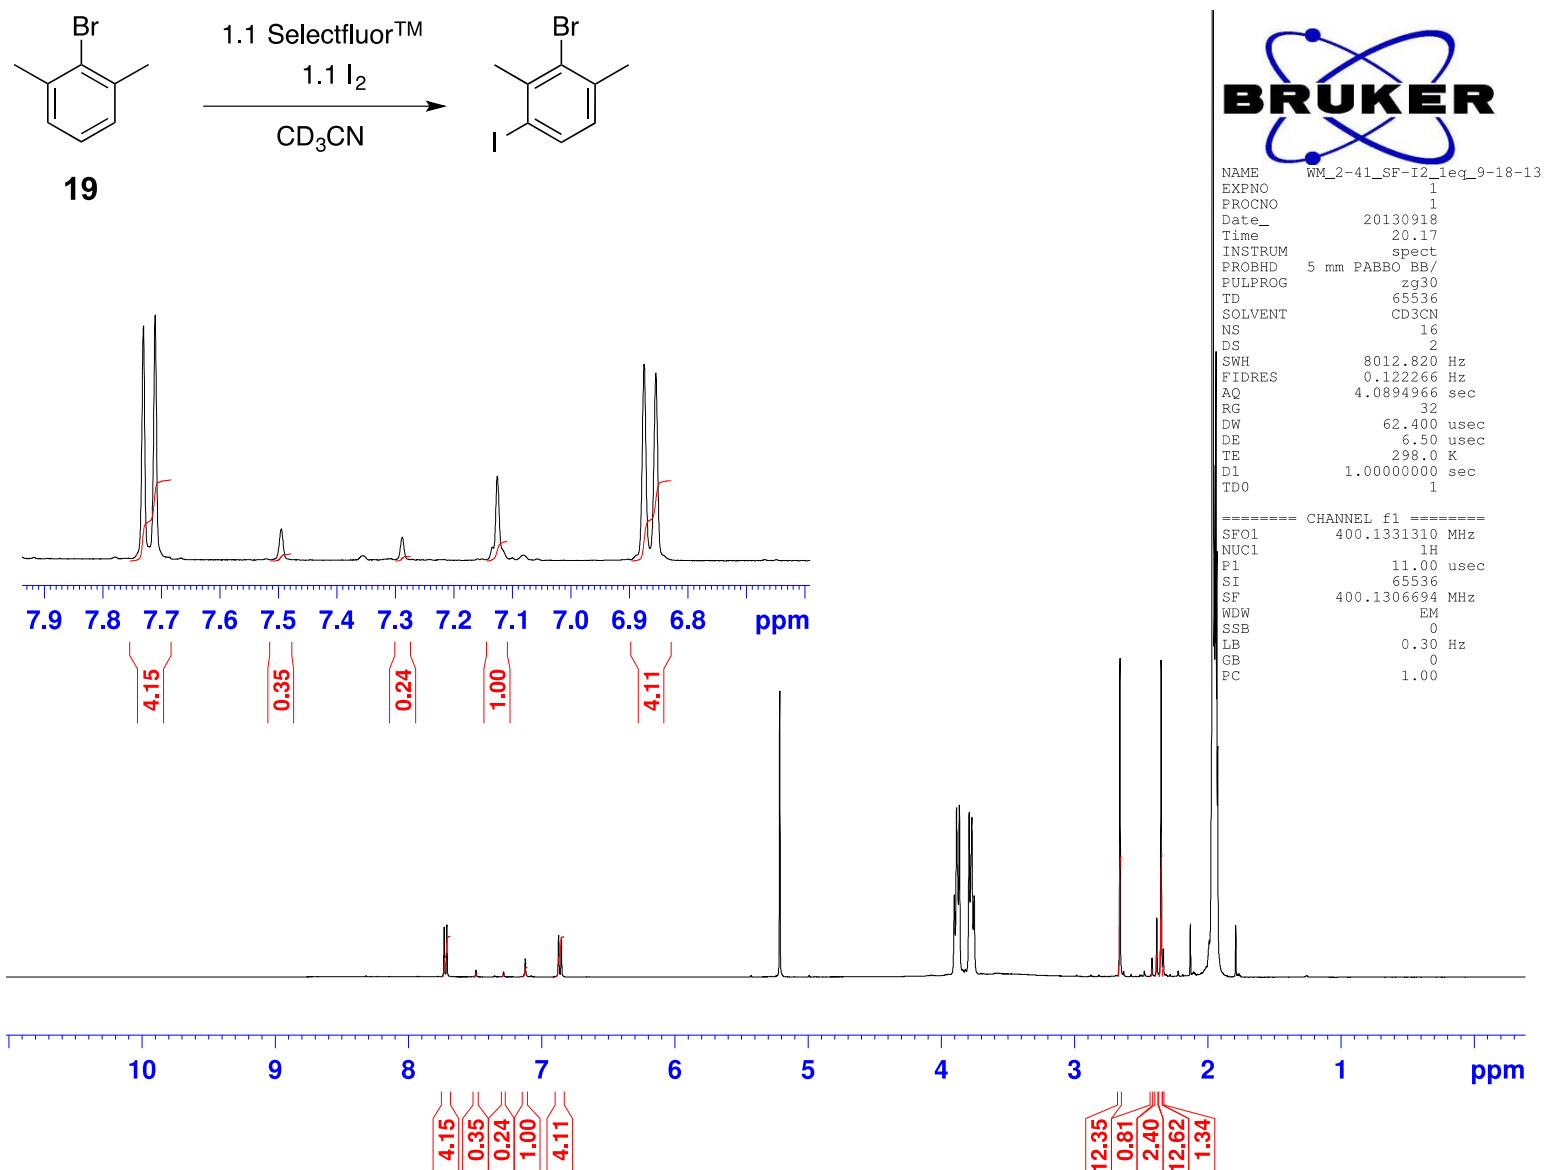 Br
1.1 Selectfluor™
1.1 I2
CD3CN
Br
I
19
BRUKER
NAME WM_2-41_SF-I2_1eq_9-18-13
EXPNO 1
PROCNO 1
Date_ 20130918
Time 20.17
INSTRUM spect
PROBHD 5 mm PABBO BB/
PULPROG zg30
TD 65536
SOLVENT CD3CN
NS 16
DS 2
SWH 8012.820 Hz
FIDRES 0.122266 Hz
AQ 4.0894966 sec
RG 32
DW 62.400 usec
DE 6.50 usec
TE 298.0 K
D1 1.00000000 sec
TD0 1
======== CHANNEL f1 ========
SFO1 400.1331310 MHz
NUC1 1H
P1 11.00 usec
SI 65536
SF 400.1306694 MHz
WDW EM
SSB 0
LB 0.30 Hz
GB 0
PC 1.00
7.9 7.8 7.7 7.6 7.5 7.4 7.3 7.2 7.1 7.0 6.9 6.8 ppm
4.15 0.35 0.24 1.00 4.11
10 9 8 7 6 5 4 3 2 1 ppm
4.15 0.35 0.24 1.00 4.11 12.35 0.81 2.40 12.62 1.34